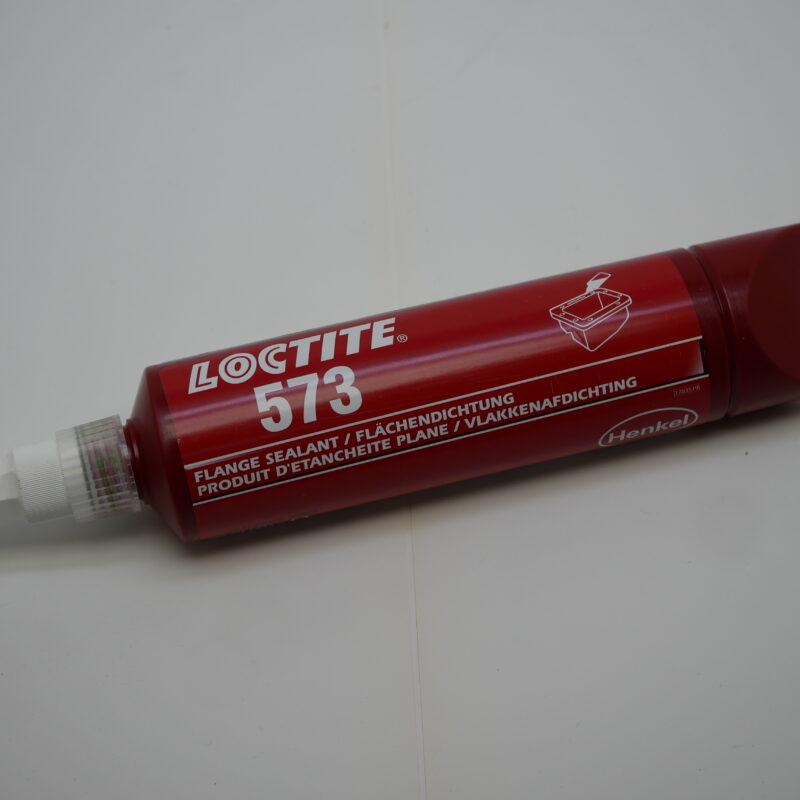 LOCTITE®
573
FLANGE SEALANT / FLÄCHENDICHTUNG
PRODUIT D'ETANCHEITE PLANE / VLAKKENAFDICHTING
Henkel